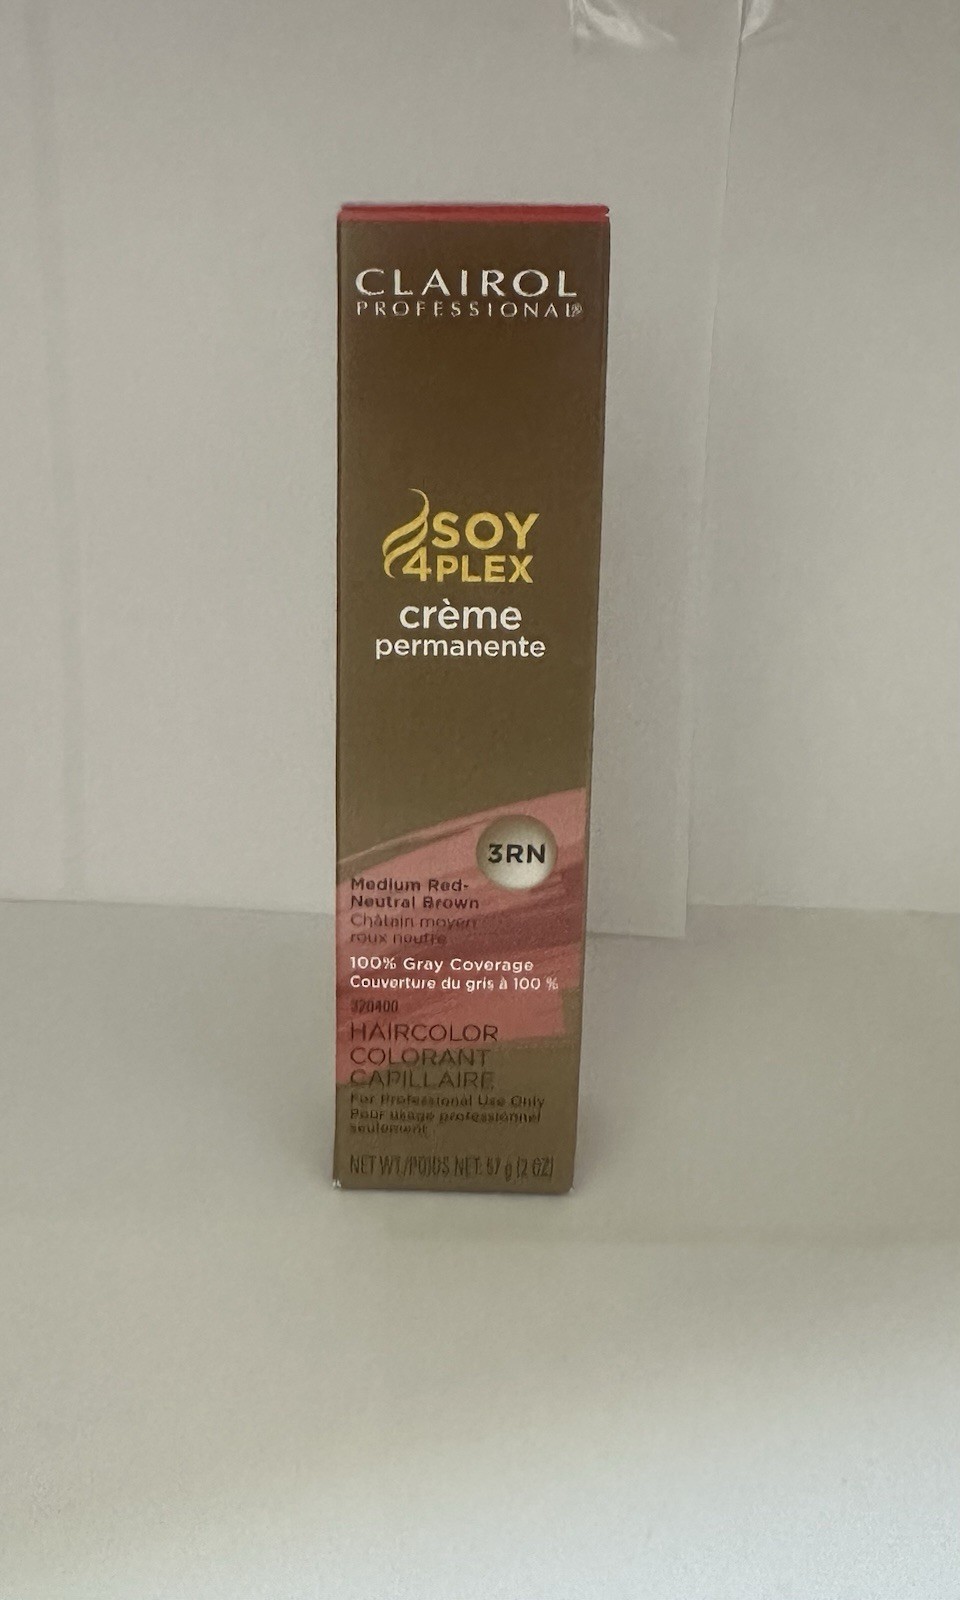 CLAIROL
PROFESSIONAL®
SOY
4PLEX
crème
permanente
3RN
Medium Red-
Neutral Brown
Châtain moyen
roux neutre
100% Gray Coverage
Couverture du gris à 100 %
320400
HAIRCOLOR
COLORANT
CAPILLAIRE
For Professional Use Only
Pour usage professionnel
seulement
NET WT./POIDS NET: 57 g (2 OZ)